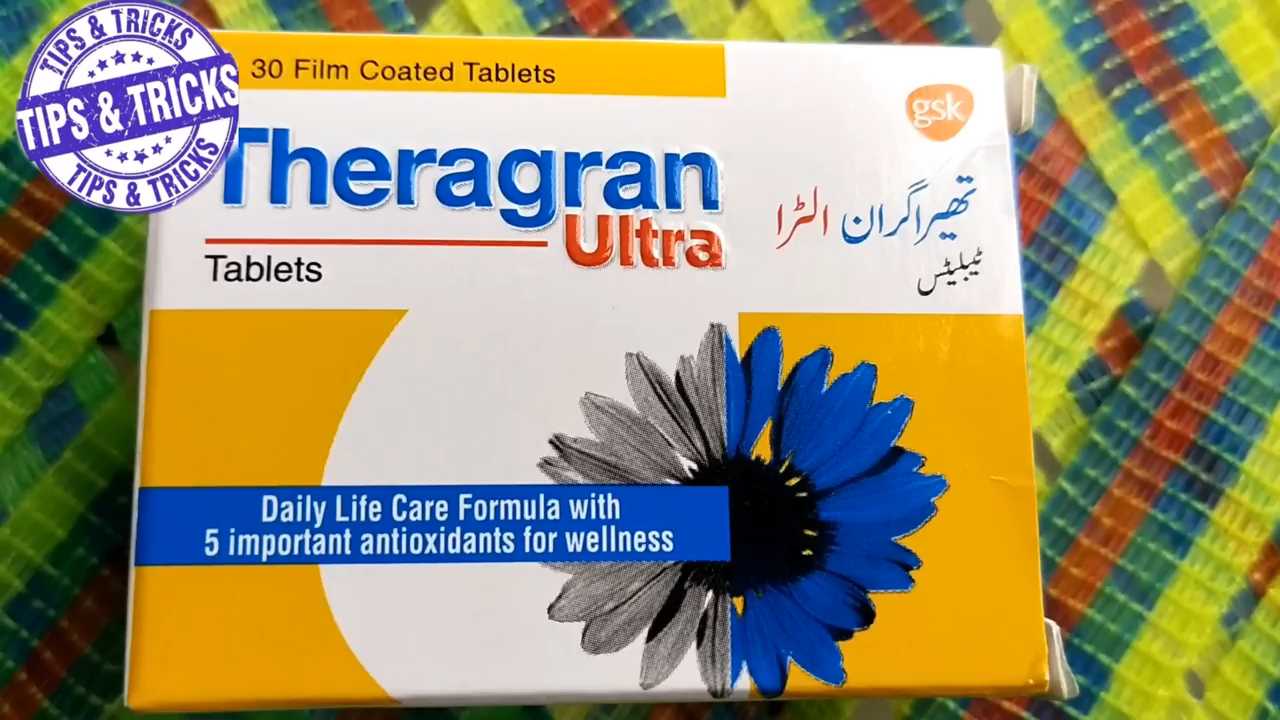 TIPS & TRICKS
TIPS & TRICKS
TIPS & TRICKS
30 Film Coated Tablets
gsk
Theragran
Ultra
Tablets
تھیراگران الٹرا
ٹیبلیٹس
Daily Life Care Formula with
5 important antioxidants for wellness